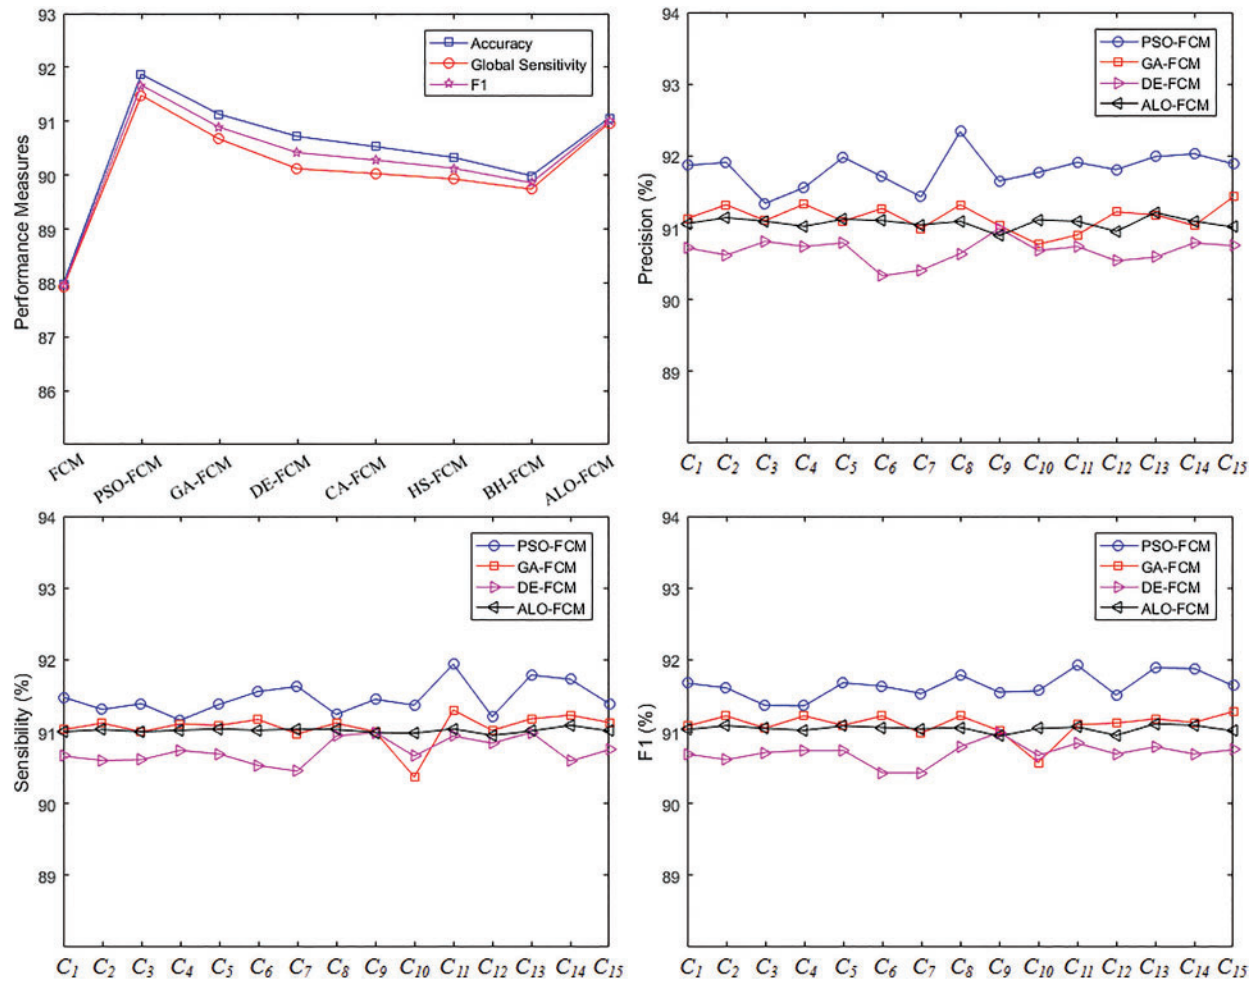 93
92
91
90
89
88
87
86
Performance Measures
Accuracy
Global Sensitivity
F1
FCM
PSO-FCM
GA-FCM
DE-FCM
CA-FCM
HS-FCM
BH-FCM
ALO-FCM
94
93
92
91
90
89
Precision (%)
PSO-FCM
GA-FCM
DE-FCM
ALO-FCM
C1 C2 C3 C4 C5 C6 C7 C8 C9 C10 C11 C12 C13 C14 C15
94
93
92
91
90
89
Sensibility (%)
PSO-FCM
GA-FCM
DE-FCM
ALO-FCM
C1 C2 C3 C4 C5 C6 C7 C8 C9 C10 C11 C12 C13 C14 C15
94
93
92
91
90
89
F1 (%)
PSO-FCM
GA-FCM
DE-FCM
ALO-FCM
C1 C2 C3 C4 C5 C6 C7 C8 C9 C10 C11 C12 C13 C14 C15